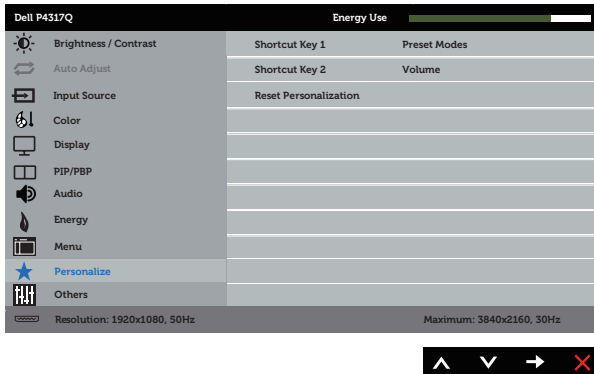 Dell P4317Q Energy Use
Brightness / Contrast Shortcut Key 1 Preset Modes
Auto Adjust Shortcut Key 2 Volume
Input Source Reset Personalization
Color
Display
PIP/PBP
Audio
Energy
Menu
Personalize
Others
Resolution: 1920x1080, 50Hz Maximum: 3840x2160, 30Hz